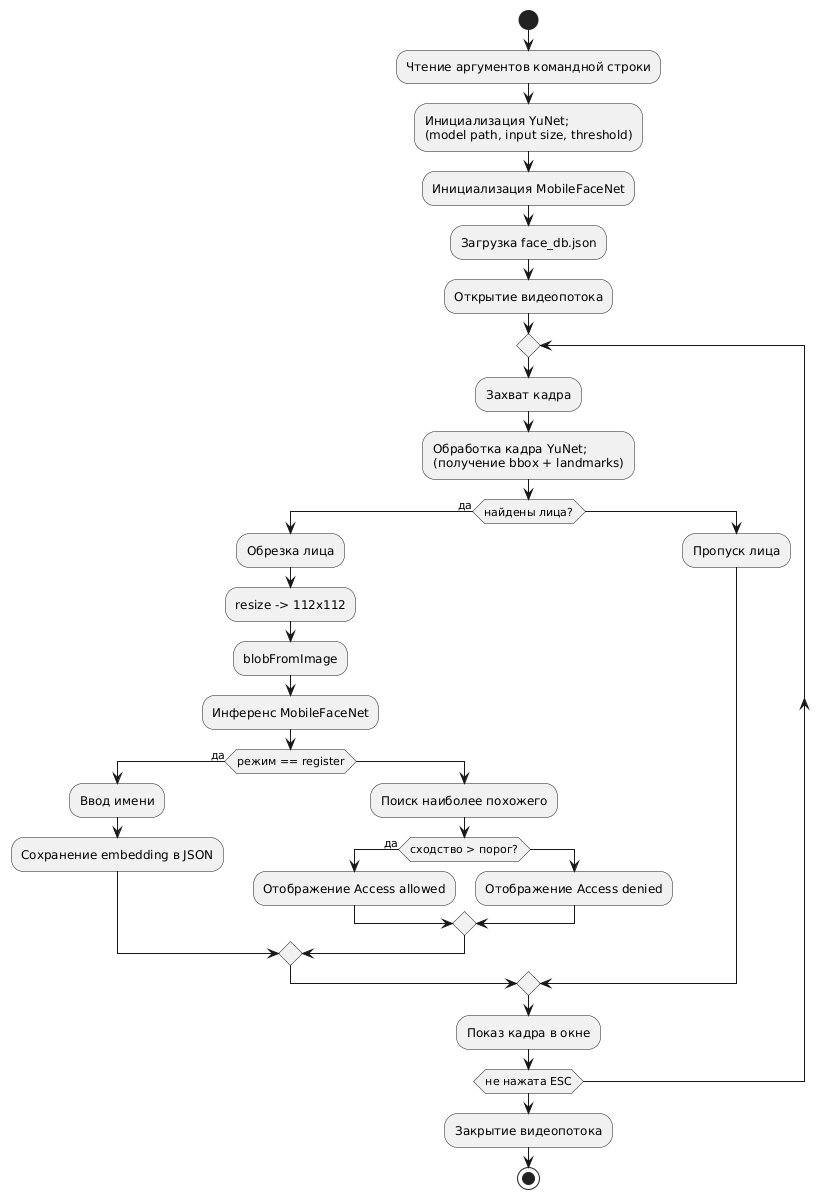 Чтение аргументов командной строки
Инициализация YuNet;
(model path, input size, threshold)
Инициализация MobileFaceNet
Загрузка face_db.json
Открытие видеопотока
Захват кадра
Обработка кадра YuNet;
(получение bbox + landmarks)
да
найдены лица?
Обрезка лица
Пропуск лица
resize -> 112x112
blobFromImage
Инференс MobileFaceNet
да
режим == register
Ввод имени
Поиск наиболее похожего
Сохранение embedding в JSON
да
сходство > порог?
Отображение Access allowed
Отображение Access denied
Показ кадра в окне
не нажата ESC
Закрытие видеопотока